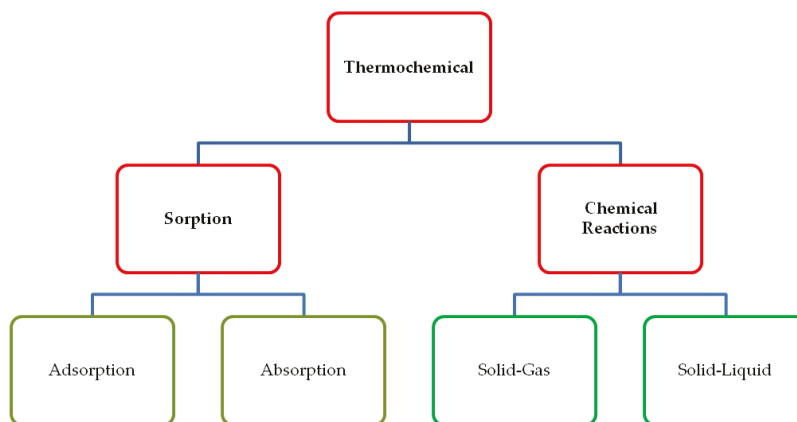 Thermochemical
Sorption
Chemical
Reactions
Adsorption
Absorption
Solid-Gas
Solid-Liquid